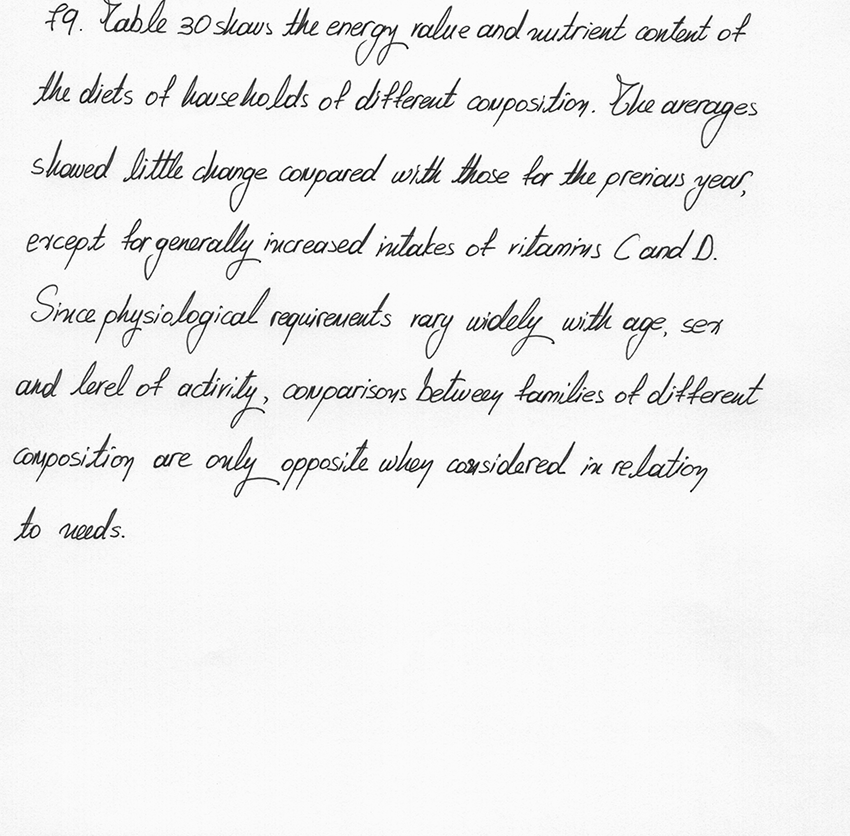 79. Table 30 shows the energy value and nutrient content of
the diets of households of different composition. The averages
showed little change compared with those for the previous year,
except for generally increased intakes of vitamins C and D.
Since physiological requirements vary widely with age, sex
and level of activity, comparisons between families of different
composition are only opposite when considered in relation
to needs.